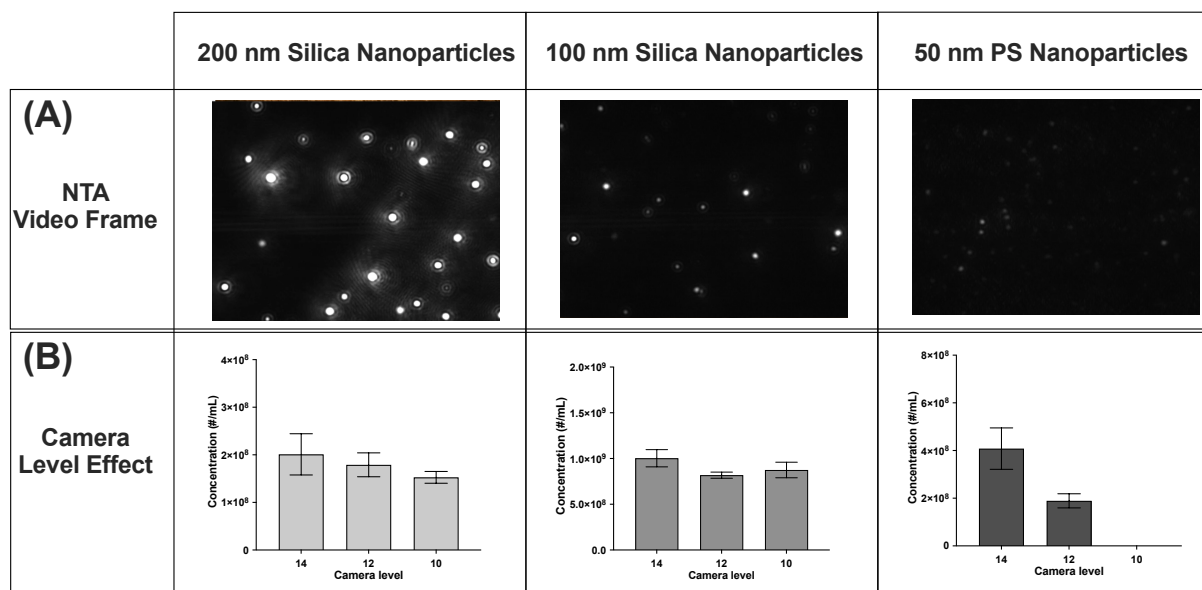 200 nm Silica Nanoparticles
100 nm Silica Nanoparticles
50 nm PS Nanoparticles
(A)
NTA
Video Frame
(B)
Camera
Level Effect
Concentration (#/mL)
4×10⁸
3×10⁸
2×10⁸
1×10⁸
0
14
12
10
Camera level
Concentration (#/mL)
2.0×10⁹
1.5×10⁹
1.0×10⁹
5.0×10⁸
0.0
14
12
10
Camera level
Concentration (#/mL)
8×10⁸
6×10⁸
4×10⁸
2×10⁸
0
14
12
10
Camera level